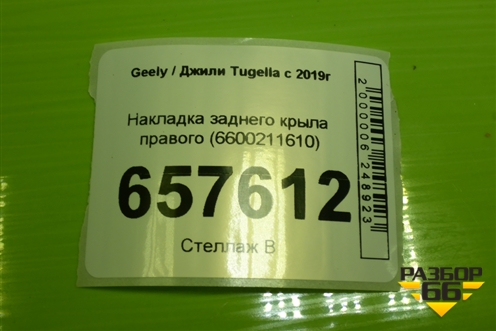 Geely / Джили Tugella с 2019г
Накладка заднего крыла
правого (6600211610)
657612
Стеллаж В
2000006248923
РАЗБОР
66